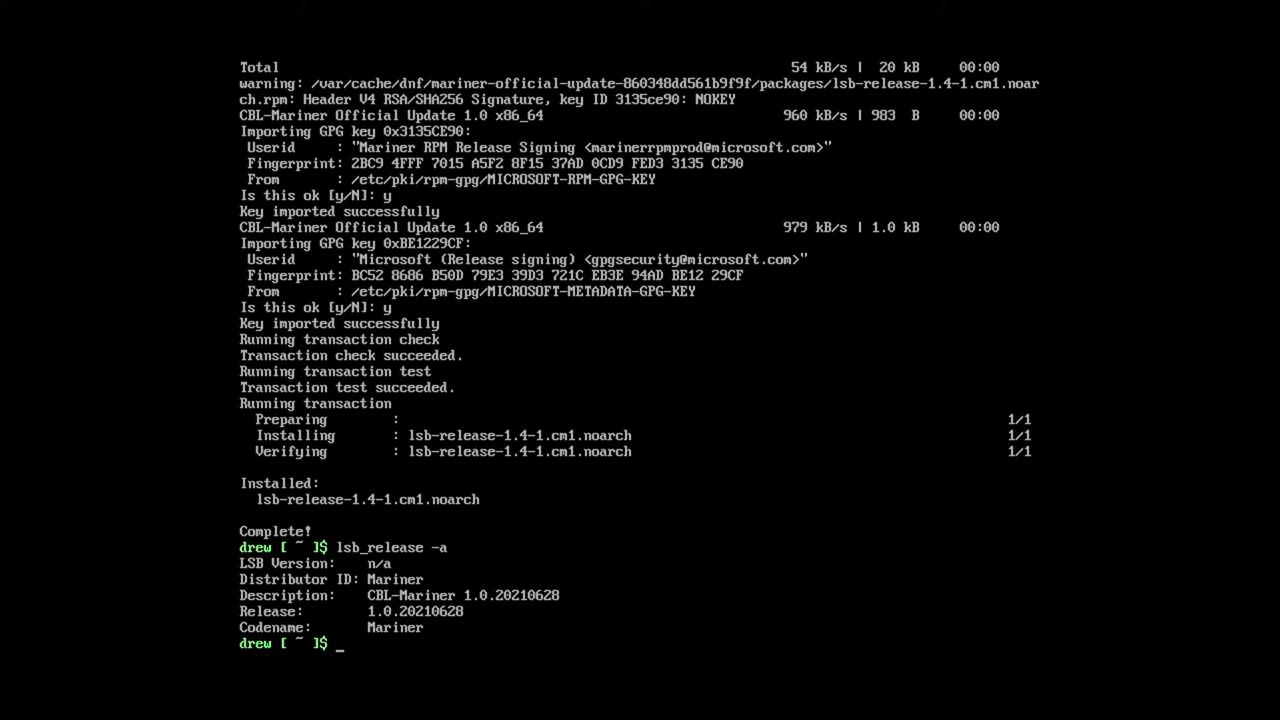 Total 54 kB/s | 20 kB 00:00
warning: /var/cache/dnf/mariner-official-update-860348dd561b9f9f/packages/lsb-release-1.4-1.cm1.noar
ch.rpm: Header V4 RSA/SHA256 Signature, key ID 3135ce90: NOKEY
CBL-Mariner Official Update 1.0 x86_64 960 kB/s | 983 B 00:00
Importing GPG key 0x3135CE90:
Userid : "Mariner RPM Release Signing <marinerrpmprod@microsoft.com>"
Fingerprint: 2BC9 4FFF 7015 A5F2 8F15 37AD 0CD9 FED3 3135 CE90
From : /etc/pki/rpm-gpg/MICROSOFT-RPM-GPG-KEY
Is this ok [y/N]: y
Key imported successfully
CBL-Mariner Official Update 1.0 x86_64 979 kB/s | 1.0 kB 00:00
Importing GPG key 0xBE1229CF:
Userid : "Microsoft (Release signing) <gpgsecurity@microsoft.com>"
Fingerprint: BC52 8686 B50D 79E3 39D3 721C EB3E 94AD BE12 29CF
From : /etc/pki/rpm-gpg/MICROSOFT-METADATA-GPG-KEY
Is this ok [y/N]: y
Key imported successfully
Running transaction check
Transaction check succeeded.
Running transaction test
Transaction test succeeded.
Running transaction
Preparing : 1/1
Installing : lsb-release-1.4-1.cm1.noarch 1/1
Verifying : lsb-release-1.4-1.cm1.noarch 1/1
Installed:
lsb-release-1.4-1.cm1.noarch
Complete!
drew [ ~ ]$ lsb_release -a
LSB Version: n/a
Distributor ID: Mariner
Description: CBL-Mariner 1.0.20210628
Release: 1.0.20210628
Codename: Mariner
drew [ ~ ]$ _